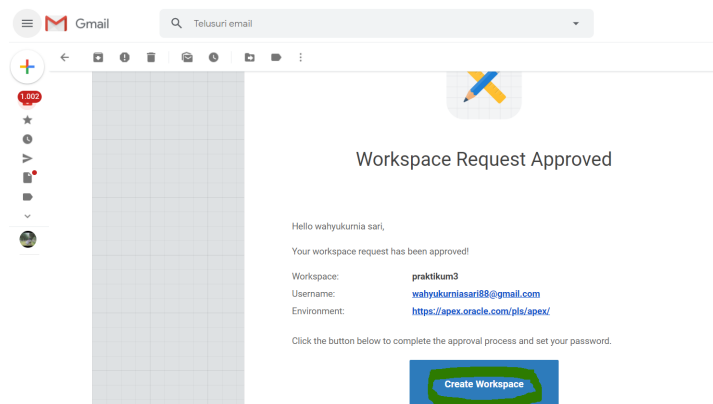 Gmail
Telusuri email
1.002
Workspace Request Approved
Hello wahyukurnia sari,
Your workspace request has been approved!
Workspace: praktikum3
Username: wahyukurniasari88@gmail.com
Environment: https://apex.oracle.com/pls/apex/
Click the button below to complete the approval process and set your password.
Create Workspace